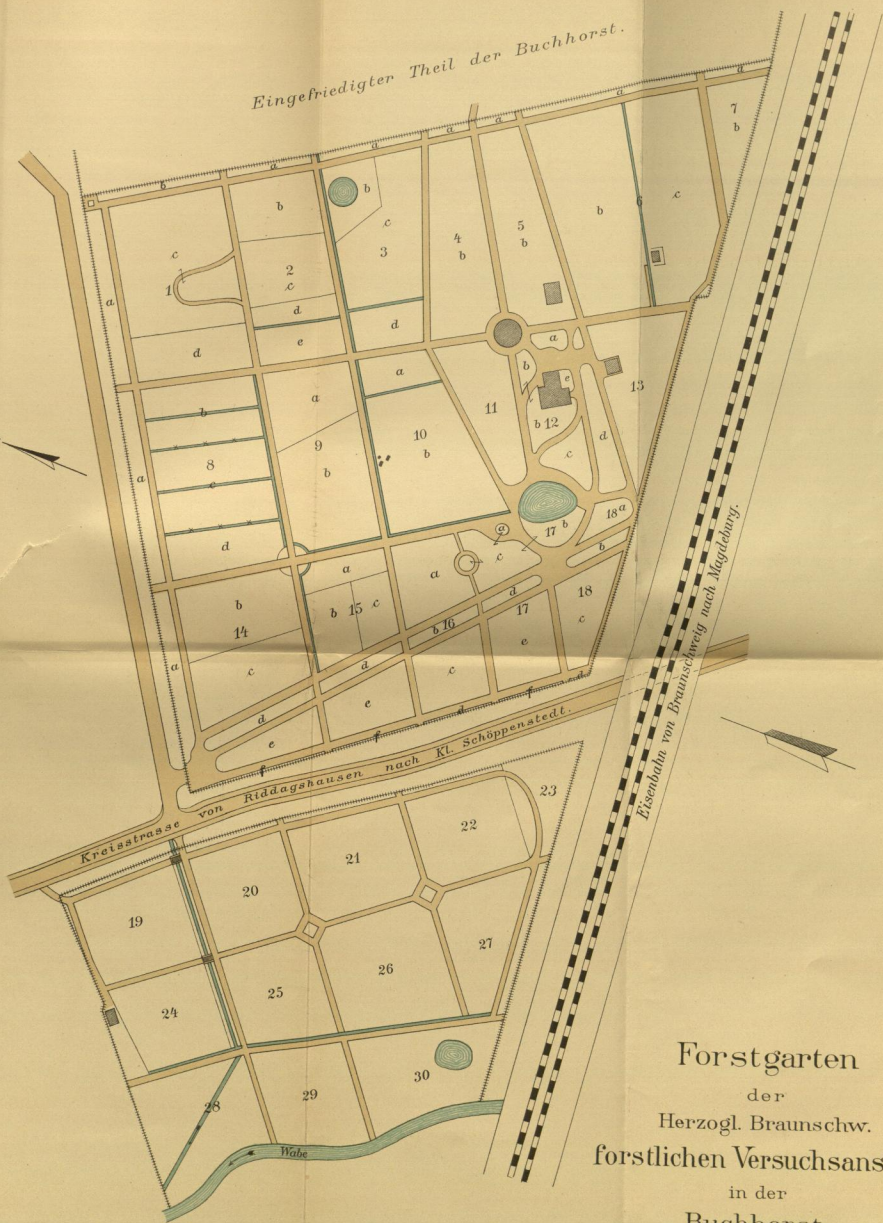 Eingefriedigter Theil der Buchhorst.
b a a a a a a d
7
b
b
b c 4 b 5 b b 6 c
c 1 2 c 3
a d d
d e
a 11 b e 13
a 10 b 12
b 9 b c d
8
a c
d 17 b 18 a
a a c b
b a d 18
14 b 15 c b 16 17 c
a c d c e
d e d f d
e f
f
Kreisstrasse von Riddagshausen nach Kl. Schöppenstedt.
Eisenbahn von Braunschweig nach Magdeburg.
23
22
21
20
19
27
26
25
24
30
29
28
Wabe
Forstgarten
der
Herzogl. Braunschw.
forstlichen Versuchsans
in der
Buchhorst